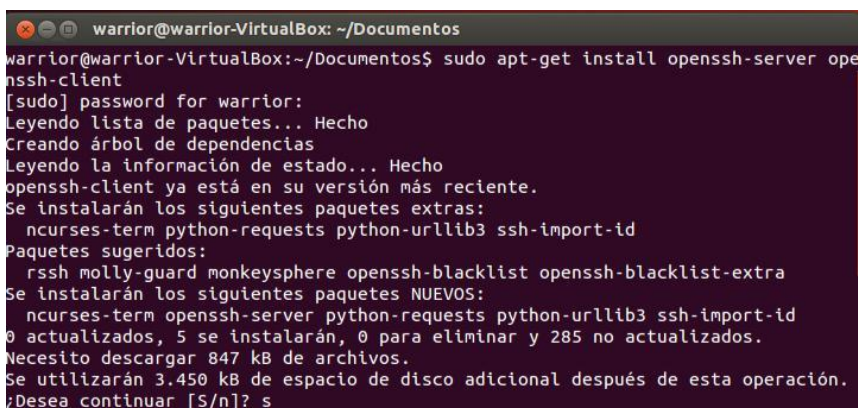 warrior@warrior-VirtualBox: ~/Documentos
warrior@warrior-VirtualBox:~/Documentos$ sudo apt-get install openssh-server ope
nssh-client
[sudo] password for warrior:
Leyendo lista de paquetes... Hecho
Creando árbol de dependencias
Leyendo la información de estado... Hecho
openssh-client ya está en su versión más reciente.
Se instalarán los siguientes paquetes extras:
  ncurses-term python-requests python-urllib3 ssh-import-id
Paquetes sugeridos:
  rssh molly-guard monkeysphere openssh-blacklist openssh-blacklist-extra
Se instalarán los siguientes paquetes NUEVOS:
  ncurses-term openssh-server python-requests python-urllib3 ssh-import-id
0 actualizados, 5 se instalarán, 0 para eliminar y 285 no actualizados.
Necesito descargar 847 kB de archivos.
Se utilizarán 3.450 kB de espacio de disco adicional después de esta operación.
¿Desea continuar [S/n]? s